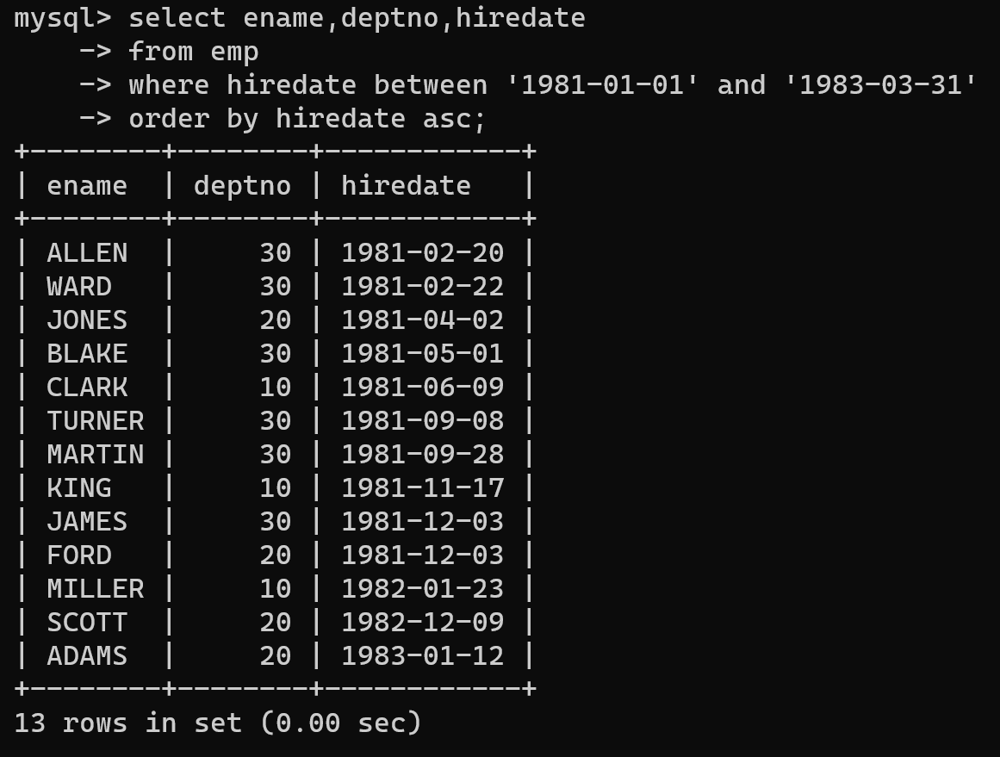 mysql> select ename,deptno,hiredate
    -> from emp
    -> where hiredate between '1981-01-01' and '1983-03-31'
    -> order by hiredate asc;
+--------+--------+------------+
| ename  | deptno | hiredate   |
+--------+--------+------------+
| ALLEN  |     30 | 1981-02-20 |
| WARD   |     30 | 1981-02-22 |
| JONES  |     20 | 1981-04-02 |
| BLAKE  |     30 | 1981-05-01 |
| CLARK  |     10 | 1981-06-09 |
| TURNER |     30 | 1981-09-08 |
| MARTIN |     30 | 1981-09-28 |
| KING   |     10 | 1981-11-17 |
| JAMES  |     30 | 1981-12-03 |
| FORD   |     20 | 1981-12-03 |
| MILLER |     10 | 1982-01-23 |
| SCOTT  |     20 | 1982-12-09 |
| ADAMS  |     20 | 1983-01-12 |
+--------+--------+------------+
13 rows in set (0.00 sec)